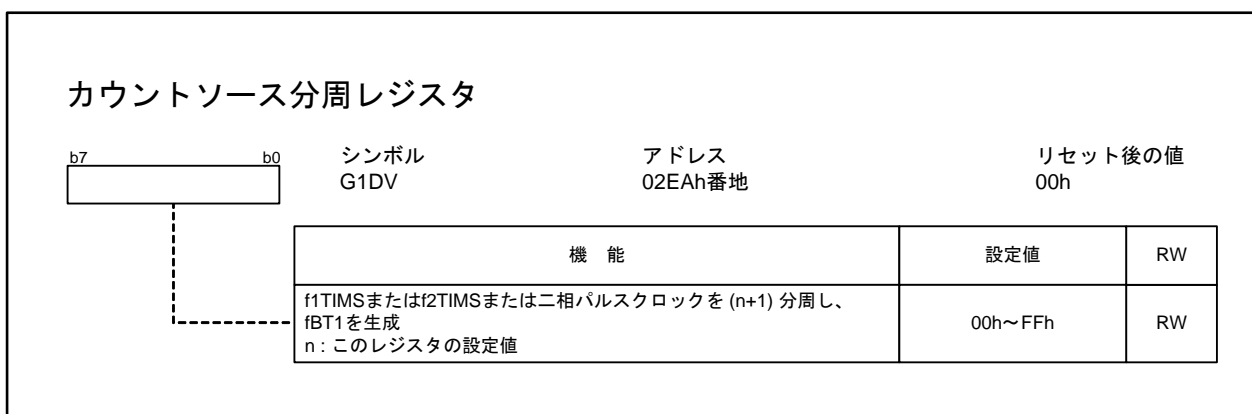 カウントソース分周レジスタ
b7 b0
シンボル アドレス リセット後の値
G1DV 02EAh番地 00h
機 能 設定値 RW
f1TIMSまたはf2TIMSまたは二相パルスクロックを (n+1) 分周し、
fBT1を生成
n : このレジスタの設定値
00h～FFh RW